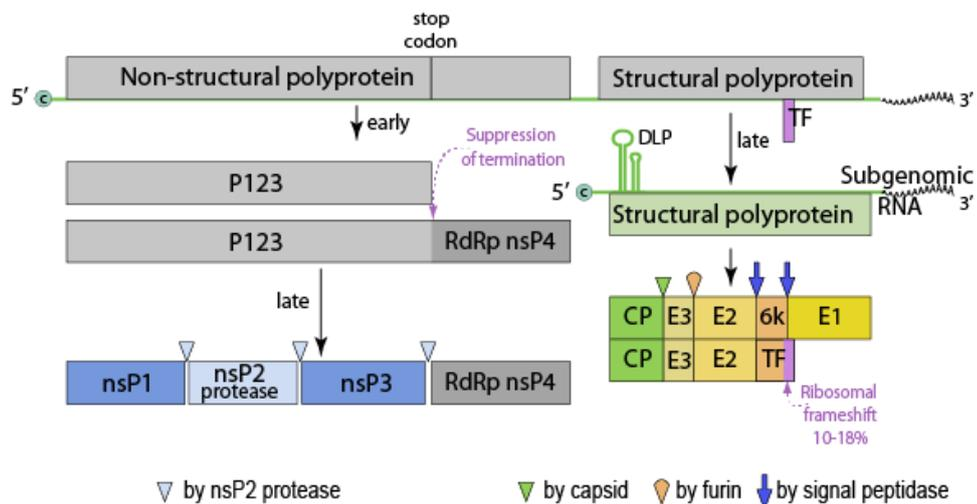 stop
codon
Non-structural polyprotein
Structural polyprotein
5’ c
3’
TF
early
late
Suppression
of termination
DLP
P123
Subgenomic
RNA
5’ c
3’
Structural polyprotein
P123
RdRp nsP4
late
CP E3 E2 6k E1
CP E3 E2 TF
nsP1
nsP2
protease
nsP3
RdRp nsP4
Ribosomal
frameshift
10-18%
by nsP2 protease
by capsid
by furin
by signal peptidase